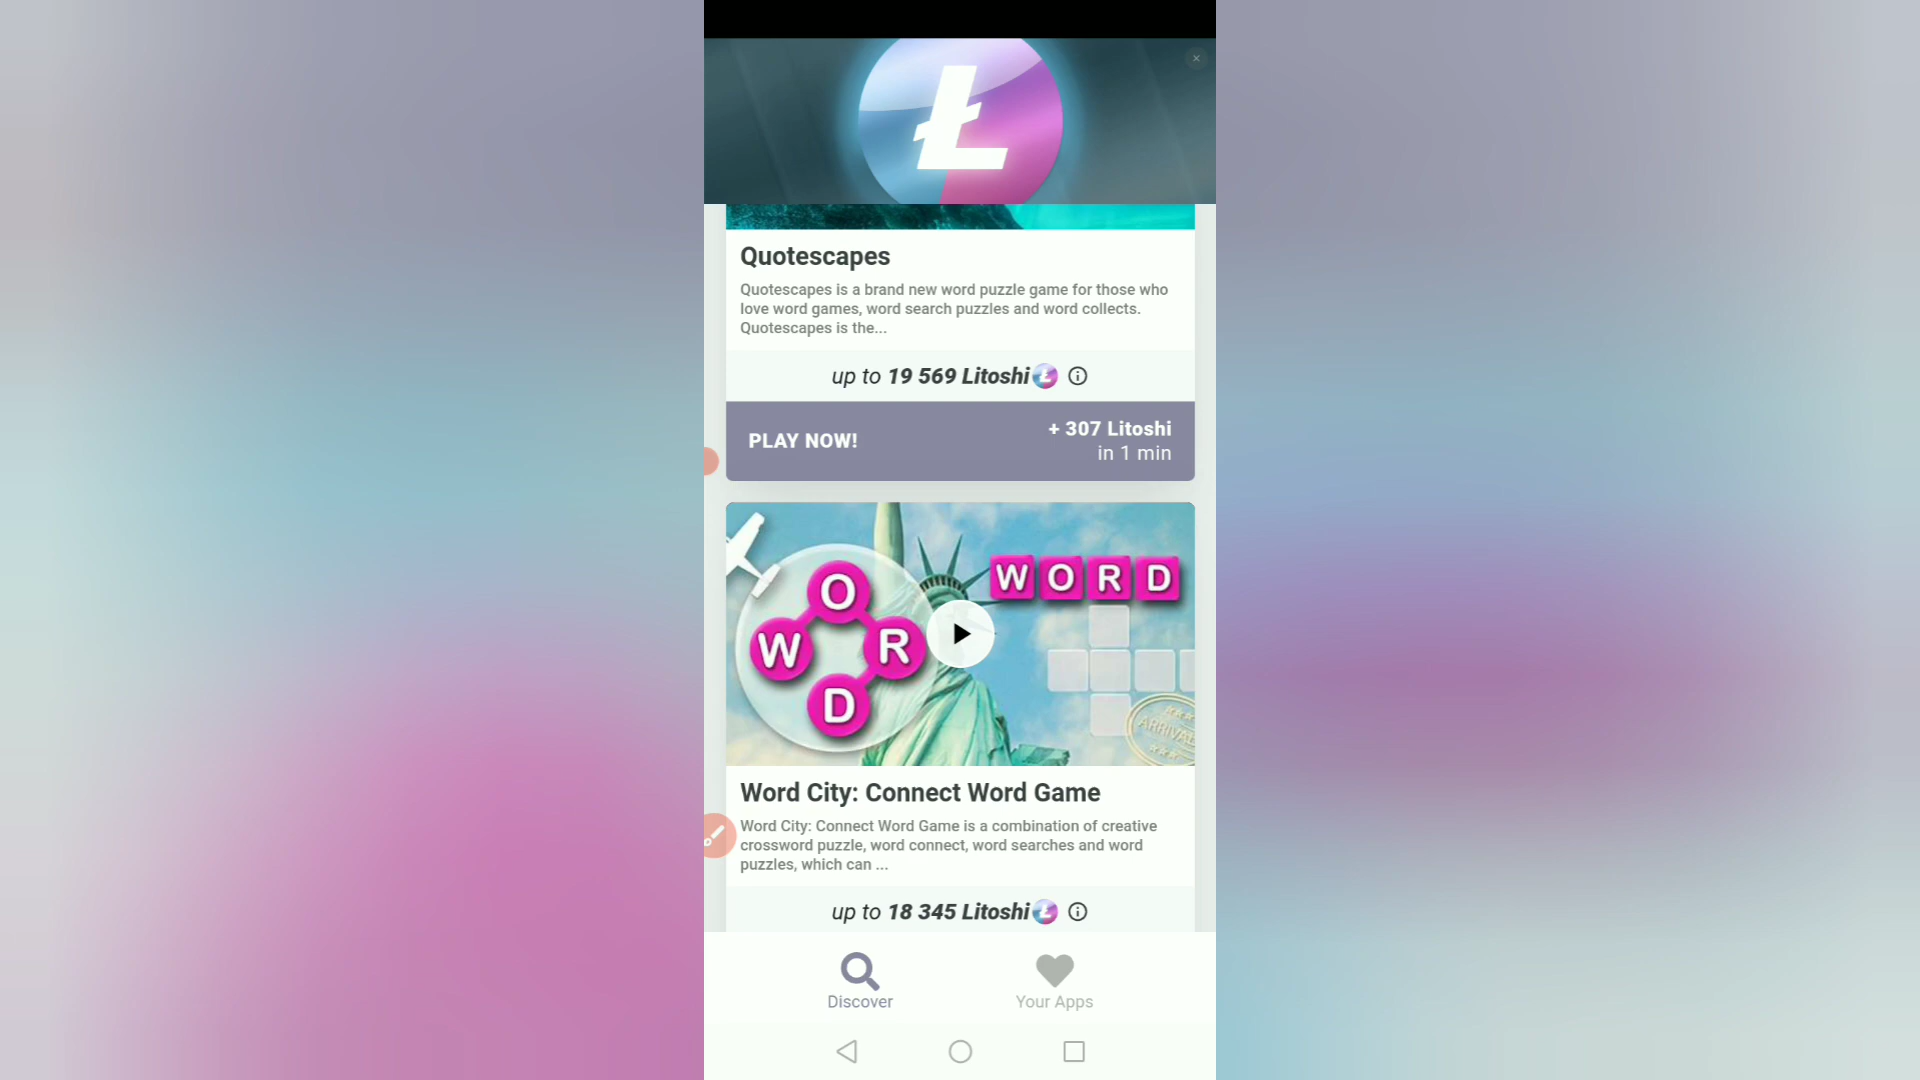 Ł
Quotescapes
Quotescapes is a brand new word puzzle game for those who
love word games, word search puzzles and word collects.
Quotescapes is the...
up to 19 569 Litoshi
PLAY NOW!
+ 307 Litoshi
in 1 min
WORD
O
W R
D
ARRIVAL
Word City: Connect Word Game
Word City: Connect Word Game is a combination of creative
crossword puzzle, word connect, word searches and word
puzzles, which can ...
up to 18 345 Litoshi
Discover
Your Apps